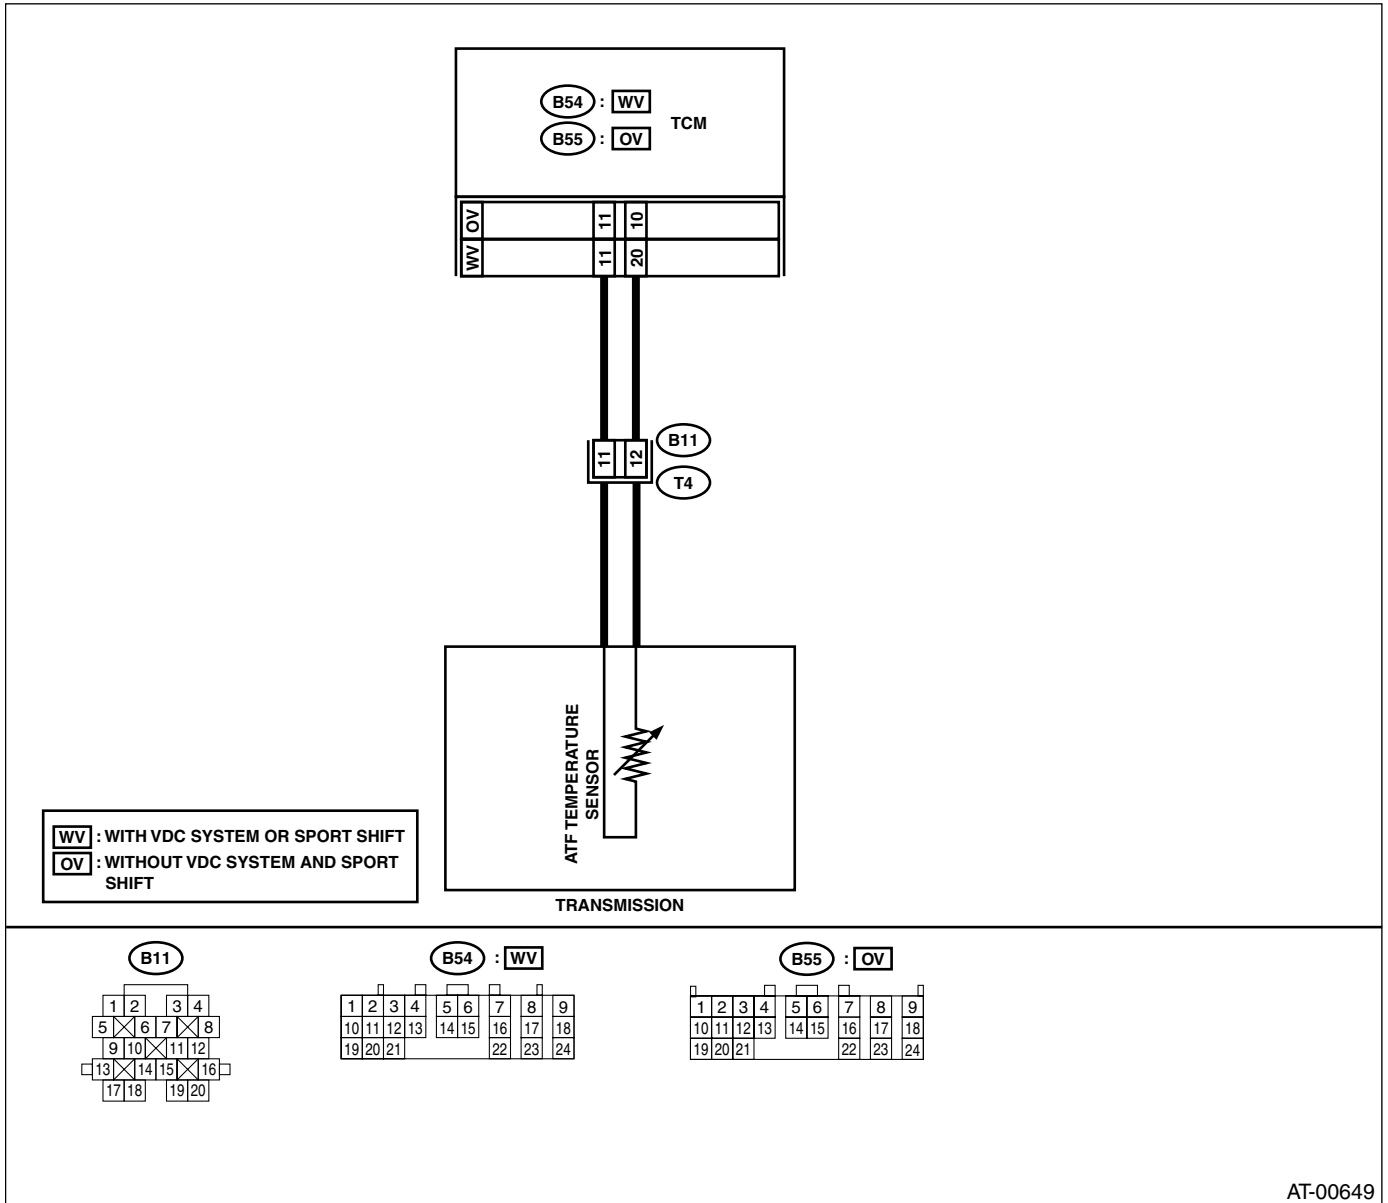 B54 : WV
TCM
B55 : OV
OV 11 10
WV 11 20
B11
11 12
T4
ATF TEMPERATURE
SENSOR
WV : WITH VDC SYSTEM OR SPORT SHIFT
OV : WITHOUT VDC SYSTEM AND SPORT
SHIFT
TRANSMISSION
B11
1 2 3 4
5 6 7 8
9 10 11 12
13 14 15 16
17 18 19 20
B54 : WV
1 2 3 4 5 6 7 8 9
10 11 12 13 14 15 16 17 18
19 20 21 22 23 24
B55 : OV
1 2 3 4 5 6 7 8 9
10 11 12 13 14 15 16 17 18
19 20 21 22 23 24
AT-00649